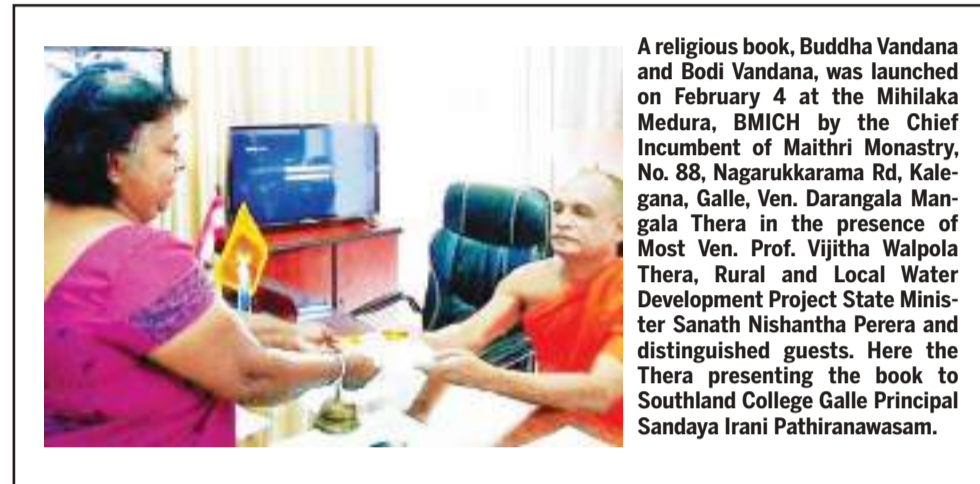 A religious book, Buddha Vandana
and Bodi Vandana, was launched
on February 4 at the Mihilaka
Medura, BMICH by the Chief
Incumbent of Maithri Monastry,
No. 88, Nagarukkarama Rd, Kale-
gana, Galle, Ven. Darangala Man-
gala Thera in the presence of
Most Ven. Prof. Vijitha Walpola
Thera, Rural and Local Water
Development Project State Minis-
ter Sanath Nishantha Perera and
distinguished guests. Here the
Thera presenting the book to
Southland College Galle Principal
Sandaya Irani Pathiranawasam.